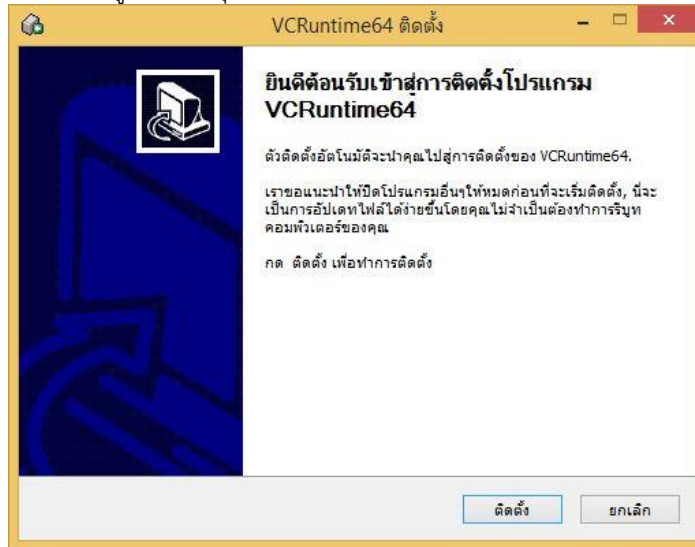 VCRuntime64 ติดตั้ง
ยินดีต้อนรับเข้าสู่การติดตั้งโปรแกรม
VCRuntime64
ตัวติดตั้งอัตโนมัติจะนำคุณไปสู่การติดตั้งของ VCRuntime64.
เราขอแนะนำให้ปิดโปรแกรมอื่นๆให้หมดก่อนที่จะเริ่มติดตั้ง, นี่จะ
เป็นการอัปเดทไฟล์ได้ง่ายขึ้นโดยคุณไม่จำเป็นต้องทำการรีบูท
คอมพิวเตอร์ของคุณ
กด ติดตั้ง เพื่อทำการติดตั้ง
ติดตั้ง
ยกเลิก